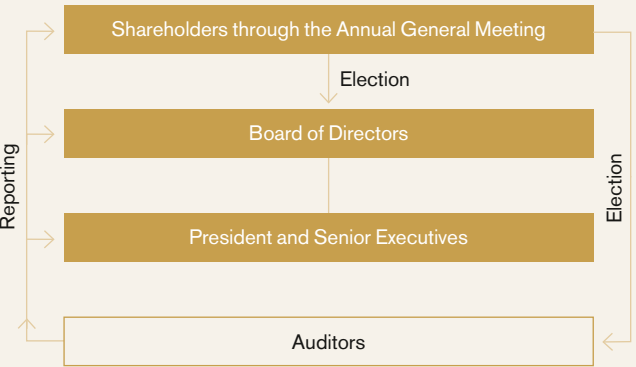 Shareholders through the Annual General Meeting
Election
Board of Directors
Reporting
Election
President and Senior Executives
Auditors